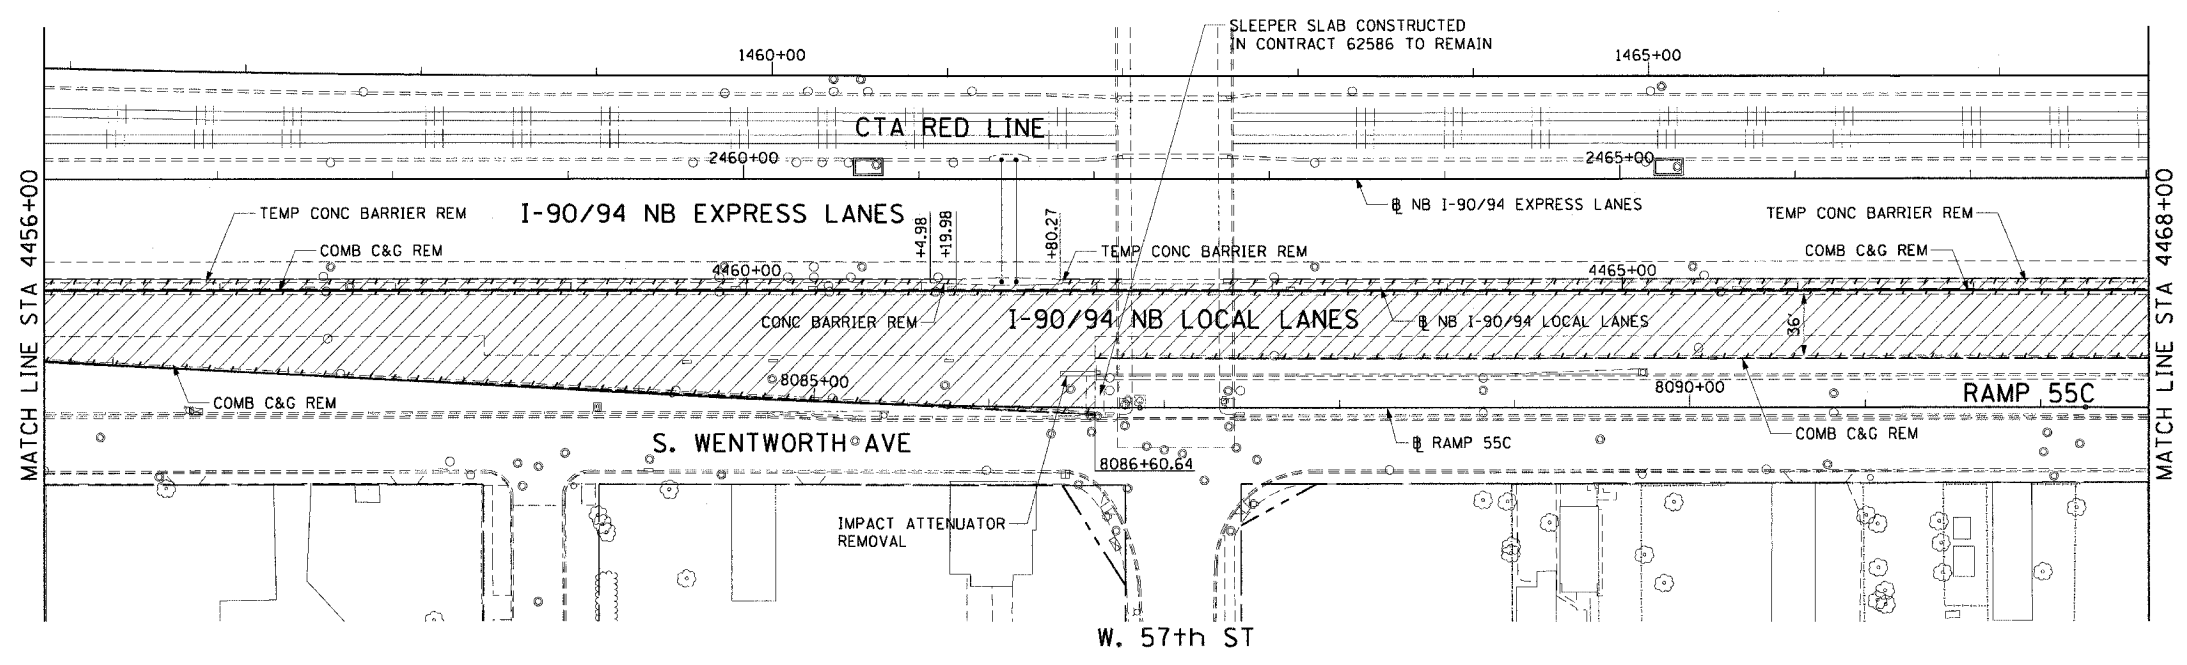 SLEEPER SLAB CONSTRUCTED
IN CONTRACT 62586 TO REMAIN
1460+00
1465+00
CTA RED LINE
2460+00
2465+00
MATCH LINE STA 4456+00
MATCH LINE STA 4468+00
TEMP CONC BARRIER REM
I-90/94 NB EXPRESS LANES
℄ NB I-90/94 EXPRESS LANES
TEMP CONC BARRIER REM
+4.98
+19.98
+80.27
COMB C&G REM
TEMP CONC BARRIER REM
COMB C&G REM
4460+00
4465+00
CONC BARRIER REM
I-90/94 NB LOCAL LANES
℄ NB I-90/94 LOCAL LANES
36'
8085+00
8090+00
RAMP 55C
COMB C&G REM
S. WENTWORTH AVE
℄ RAMP 55C
COMB C&G REM
8086+60.64
IMPACT ATTENUATOR
REMOVAL
W. 57th ST